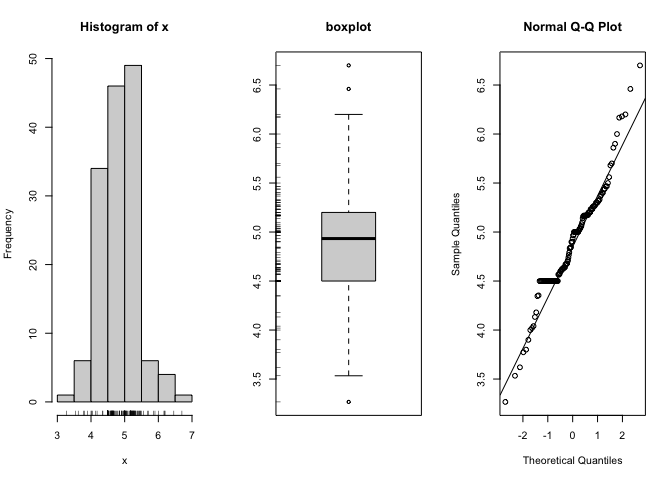 Histogram of x
Frequency
50
40
30
20
10
0
3 4 5 6 7
x
boxplot
6.5
6.0
5.5
5.0
4.5
4.0
3.5
Normal Q-Q Plot
Sample Quantiles
6.5
6.0
5.5
5.0
4.5
4.0
3.5
-2 -1 0 1 2
Theoretical Quantiles